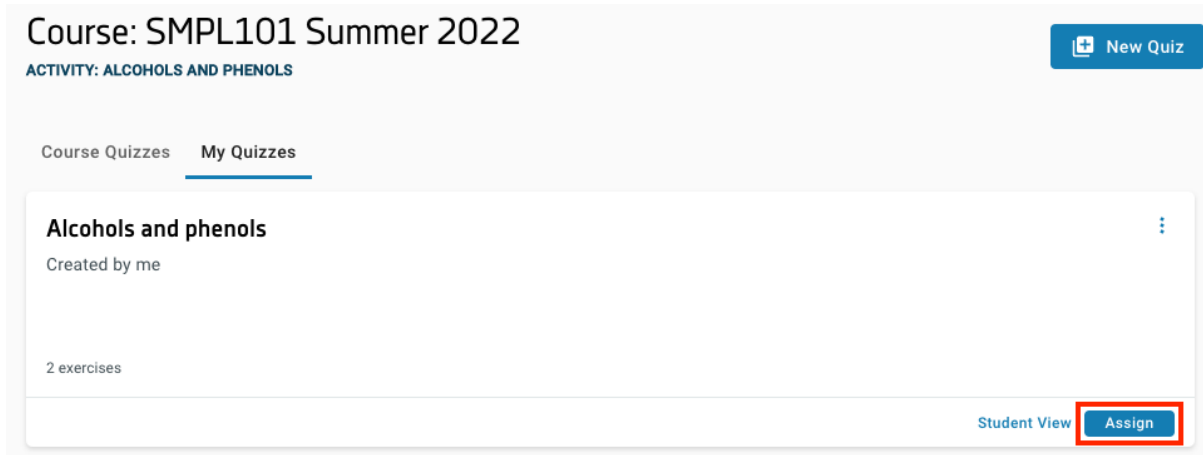 Course: SMPL101 Summer 2022
New Quiz
ACTIVITY: ALCOHOLS AND PHENOLS
Course Quizzes My Quizzes
Alcohols and phenols
Created by me
2 exercises
Student View Assign